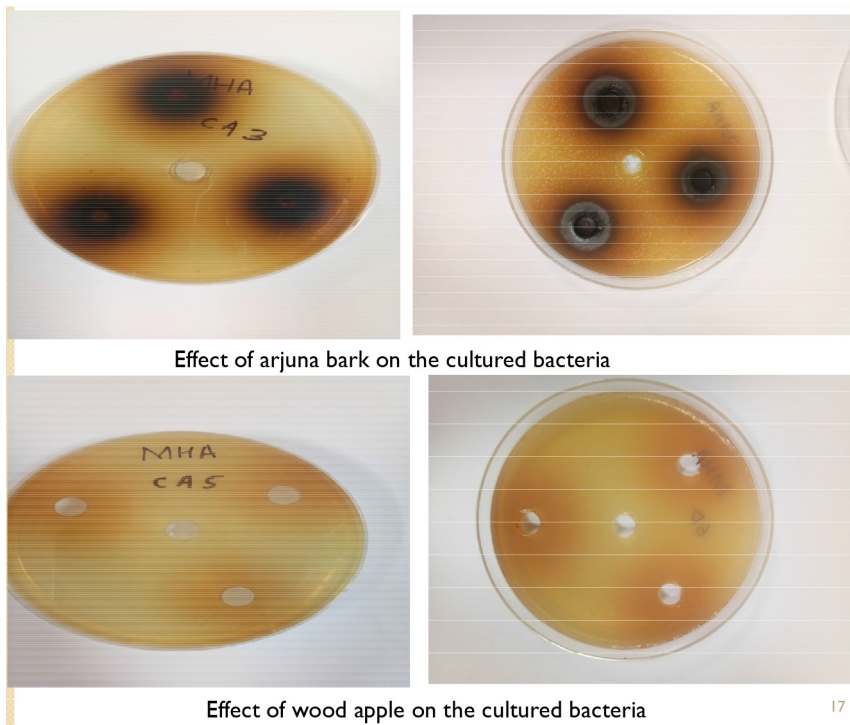 MHA
CA3
Effect of arjuna bark on the cultured bacteria
MHA
CA5
Effect of wood apple on the cultured bacteria
17